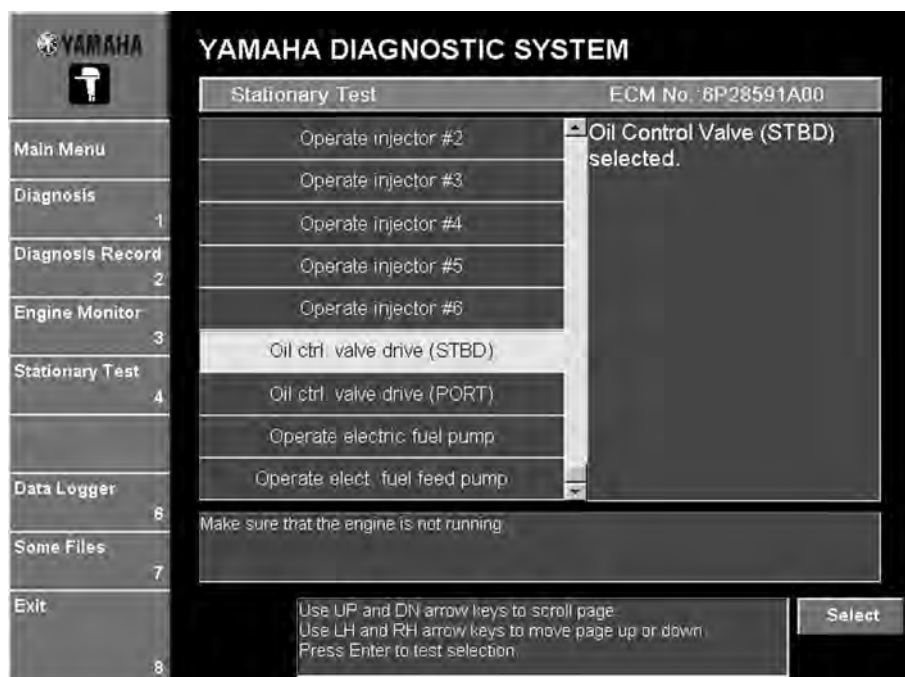 YAMAHA
YAMAHA DIAGNOSTIC SYSTEM
Stationary Test
ECM No. 6P28591A00
Main Menu
Diagnosis
1
Diagnosis Record
2
Engine Monitor
3
Stationary Test
4
Data Logger
6
Some Files
7
Exit
8
Operate injector #2
Operate injector #3
Operate injector #4
Operate injector #5
Operate injector #6
Oil ctrl. valve drive (STBD)
Oil ctrl. valve drive (PORT)
Operate electric fuel pump
Operate elect. fuel feed pump
Oil Control Valve (STBD)
selected.
Make sure that the engine is not running
Use UP and DN arrow keys to scroll page
Use LH and RH arrow keys to move page up or down
Press Enter to test selection
Select